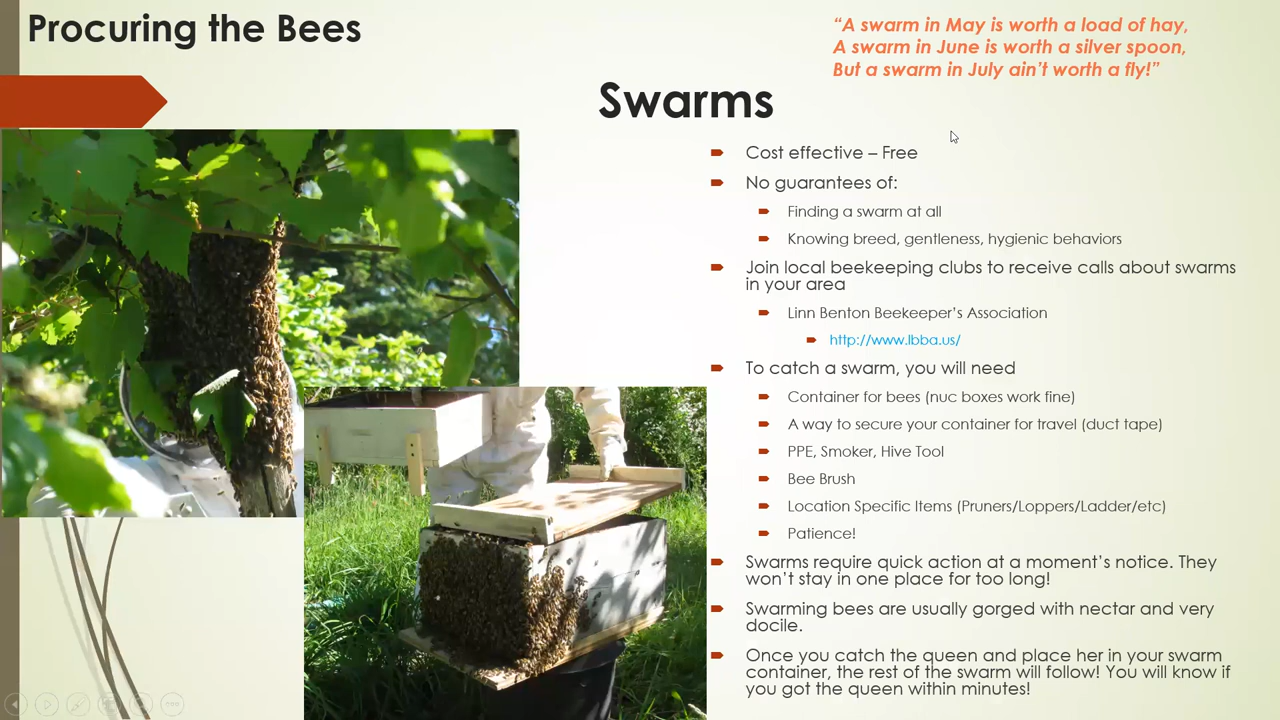 Procuring the Bees
“A swarm in May is worth a load of hay,
A swarm in June is worth a silver spoon,
But a swarm in July ain’t worth a fly!”
Swarms
Cost effective – Free
No guarantees of:
Finding a swarm at all
Knowing breed, gentleness, hygienic behaviors
Join local beekeeping clubs to receive calls about swarms
in your area
Linn Benton Beekeeper’s Association
http://www.lbba.us/
To catch a swarm, you will need
Container for bees (nuc boxes work fine)
A way to secure your container for travel (duct tape)
PPE, Smoker, Hive Tool
Bee Brush
Location Specific Items (Pruners/Loppers/Ladder/etc)
Patience!
Swarms require quick action at a moment’s notice. They
won’t stay in one place for too long!
Swarming bees are usually gorged with nectar and very
docile.
Once you catch the queen and place her in your swarm
container, the rest of the swarm will follow! You will know if
you got the queen within minutes!